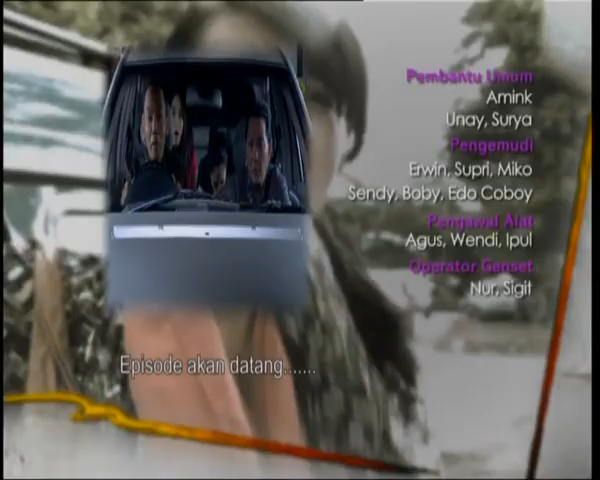 Pembantu Umum
Amink
Unay, Surya
Pengemudi
Erwin, Supri, Miko
Sendy, Boby, Edo Coboy
Pengawal Alat
Agus, Wendi, Ipul
Operator Genset
Nur, Sigit
Episode akan datang.......